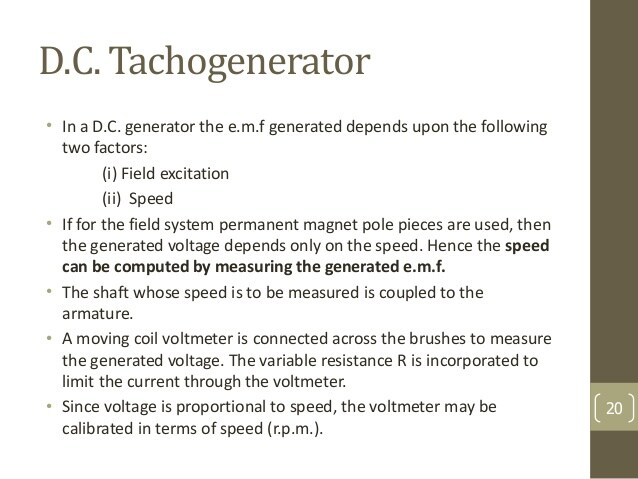 D.C. Tachogenerator
• In a D.C. generator the e.m.f generated depends upon the following
two factors:
(i) Field excitation
(ii) Speed
• If for the field system permanent magnet pole pieces are used, then
the generated voltage depends only on the speed. Hence the speed
can be computed by measuring the generated e.m.f.
• The shaft whose speed is to be measured is coupled to the
armature.
• A moving coil voltmeter is connected across the brushes to measure
the generated voltage. The variable resistance R is incorporated to
limit the current through the voltmeter.
• Since voltage is proportional to speed, the voltmeter may be
calibrated in terms of speed (r.p.m.).
20